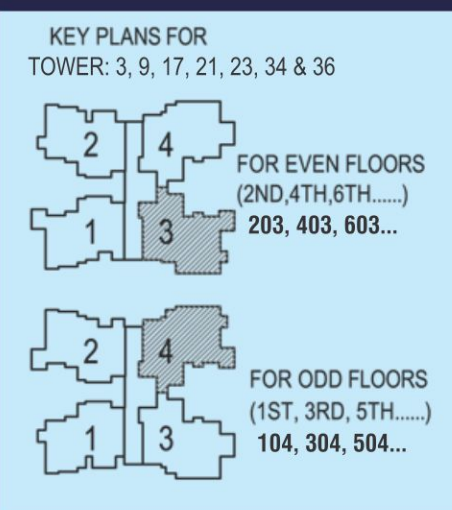 KEY PLANS FOR
TOWER: 3, 9, 17, 21, 23, 34 & 36
2
4
1
3
FOR EVEN FLOORS
(2ND,4TH,6TH......)
203, 403, 603...
2
4
1
3
FOR ODD FLOORS
(1ST, 3RD, 5TH......)
104, 304, 504...